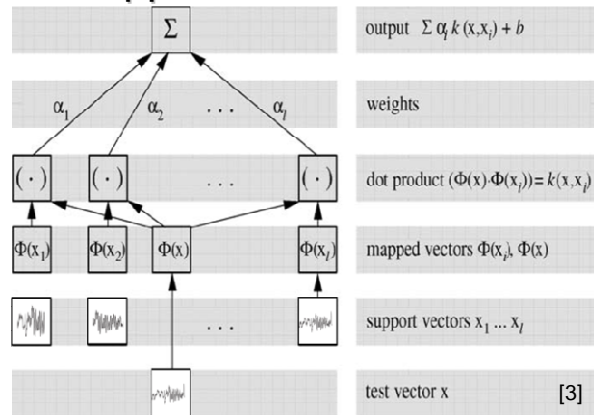 Σ
output Σ αᵢ k (x,xᵢ) + b
α₁ α₂ . . . αₗ
weights
(·) (·) . . . (·)
dot product (Φ(x)·Φ(xᵢ))= k(x,xᵢ)
Φ(x₁) Φ(x₂) Φ(x) Φ(xₗ)
mapped vectors Φ(xᵢ), Φ(x)
. . .
support vectors x₁ ... xₗ
test vector x
[3]